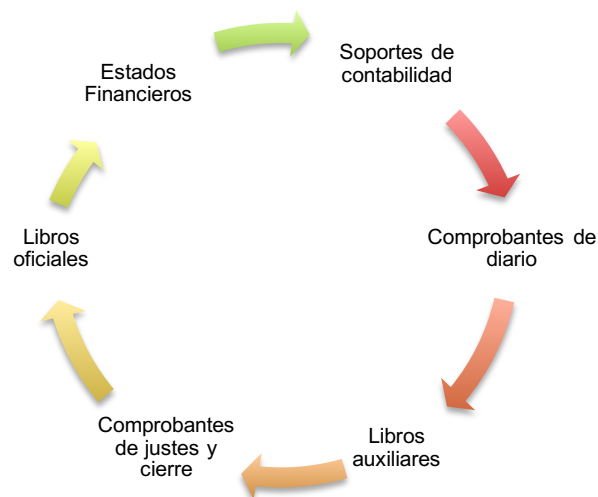 Soportes de
contabilidad
Comprobantes de
diario
Libros
auxiliares
Comprobantes
de justes y
cierre
Libros
oficiales
Estados
Financieros